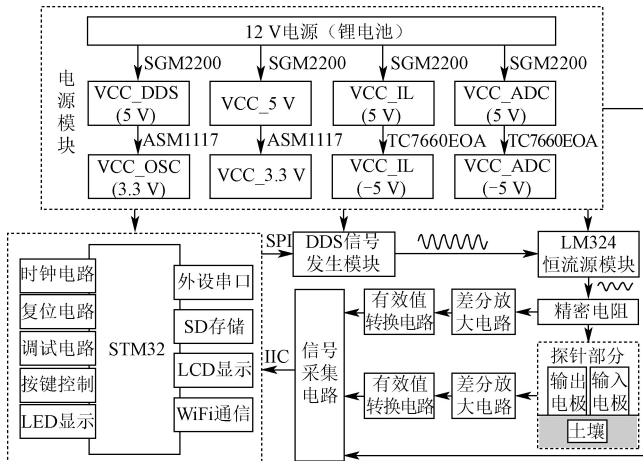 12 V电源（锂电池）
SGM2200
SGM2200
SGM2200
SGM2200
电源模块
VCC_DDS
(5 V)
VCC_5 V
VCC_IL
(5 V)
VCC_ADC
(5 V)
ASM1117
ASM1117
TC7660EOA
TC7660EOA
VCC_OSC
(3.3 V)
VCC_3.3 V
VCC_IL
(−5 V)
VCC_ADC
(−5 V)
时钟电路
复位电路
调试电路
按键控制
LED显示
STM32
外设串口
SD存储
LCD显示
WiFi通信
SPI
DDS信号
发生模块
LM324
恒流源模块
IIC
信号
采集
电路
有效值
转换电路
差分放
大电路
精密电阻
有效值
转换电路
差分放
大电路
探针部分
输出
电极
输入
电极
土壤